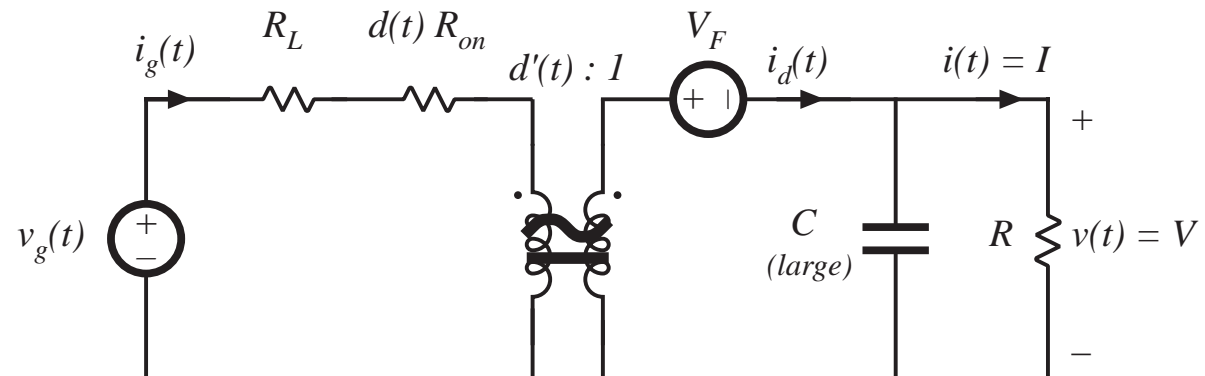 R_L d(t) R_on V_F
i_g(t) d'(t) : 1 i_d(t) i(t) = I
+ – +
v_g(t) + – C (large) R v(t) = V
–